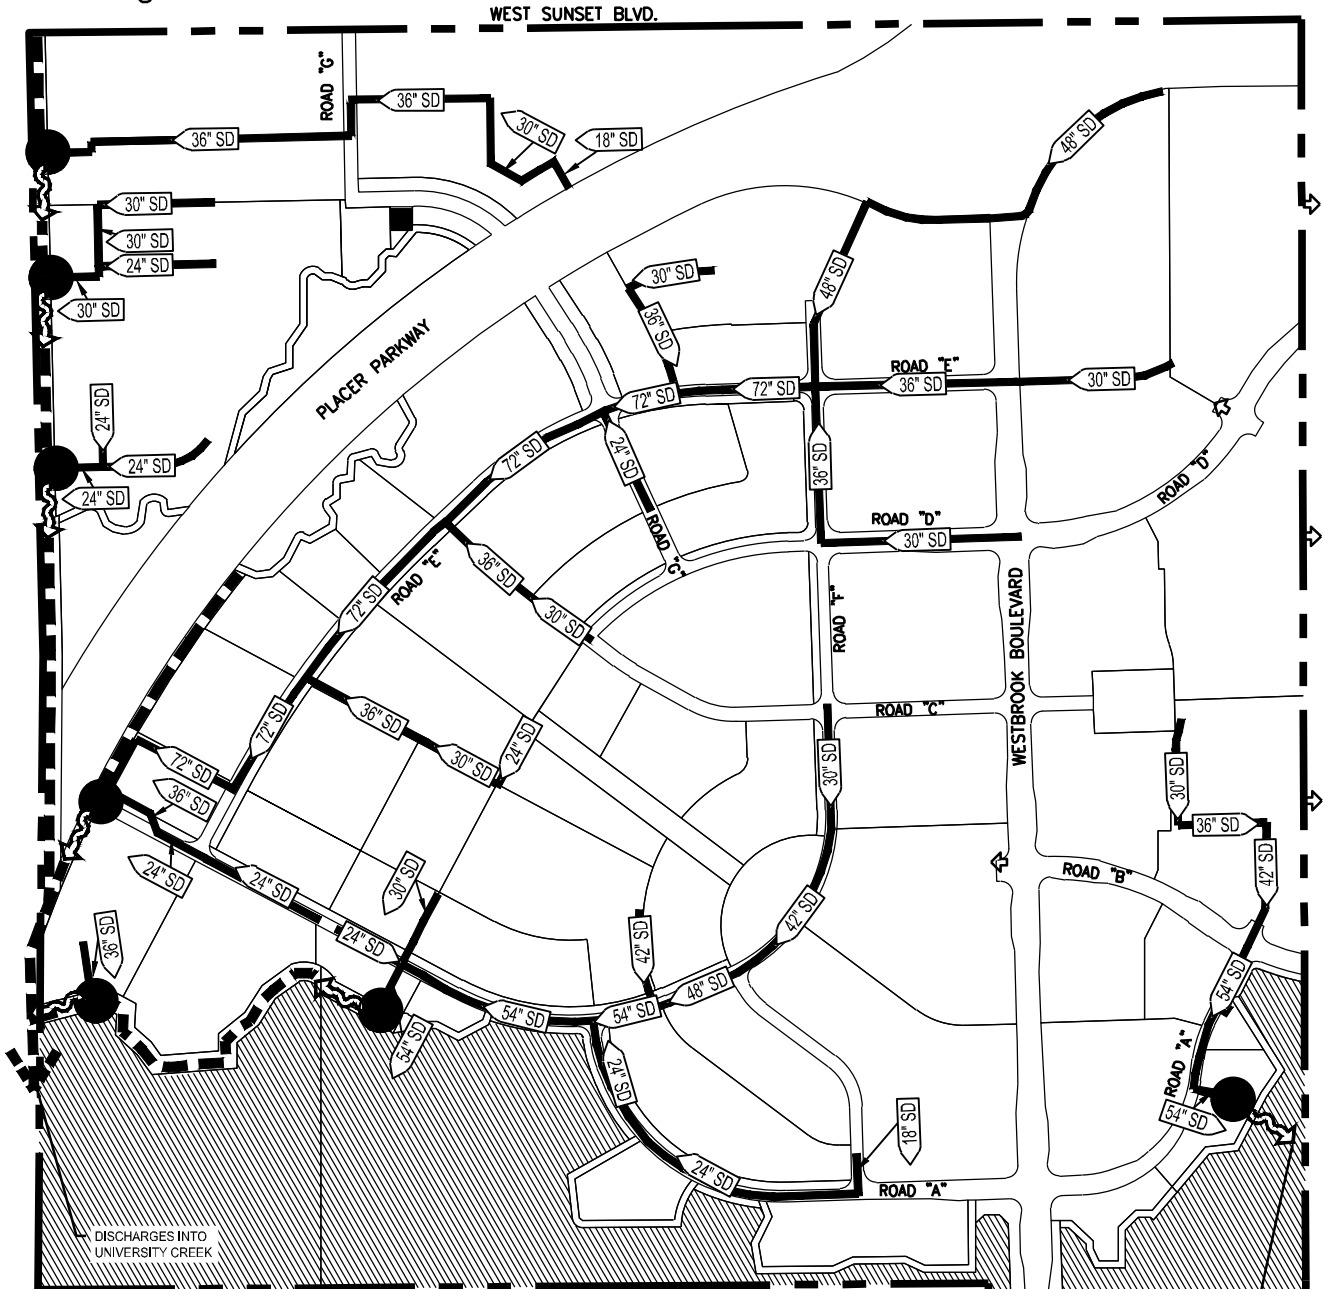 WEST SUNSET BLVD.
ROAD "G"
36" SD
36" SD
30" SD
18" SD
48" SD
30" SD
30" SD
24" SD
30" SD
48" SD
30" SD
36" SD
PLACER PARKWAY
ROAD "E"
72" SD
72" SD
36" SD
30" SD
24" SD
24" SD
24" SD
72" SD
24" SD
36" SD
ROAD "D"
ROAD "D"
30" SD
ROAD "G"
ROAD "E"
36" SD
72" SD
30" SD
ROAD "F"
WESTBROOK BOULEVARD
ROAD "C"
72" SD
36" SD
24" SD
30" SD
72" SD
30" SD
30" SD
36" SD
36" SD
24" SD
24" SD
30" SD
ROAD "B"
42" SD
42" SD
24" SD
36" SD
42" SD
48" SD
54" SD
54" SD
54" SD
54" SD
24" SD
ROAD "A"
54" SD
18" SD
24" SD
ROAD "A"
DISCHARGES INTO
UNIVERSITY CREEK